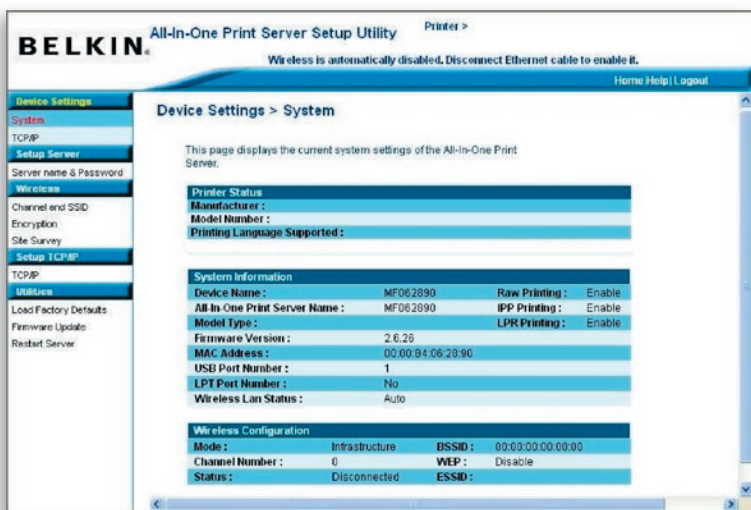 BELKIN.
All-In-One Print Server Setup Utility
Printer >
Wireless is automatically disabled. Disconnect Ethernet cable to enable it.
Home Help| Logout
Device Settings
System
TCP/IP
Setup Server
Server name & Password
Wireless
Channel and SSID
Encryption
Site Survey
Setup TCP/IP
TCP/IP
Utilities
Load Factory Defaults
Firmware Update
Restart Server
Device Settings > System
This page displays the current system settings of the All-In-One Print
Server.
Printer Status
Manufacturer :
Model Number :
Printing Language Supported :
System Information
Device Name : MF062890 Raw Printing : Enable
All-In-One Print Server Name : MF062890 IPP Printing : Enable
Model Type : LPR Printing : Enable
Firmware Version : 2.6.26
MAC Address : 00:00:B4:06:28:90
USB Port Number : 1
LPT Port Number : No
Wireless Lan Status : Auto
Wireless Configuration
Mode : Infrastructure BSSID : 00:00:00:00:00:00
Channel Number : 0 WEP : Disable
Status : Disconnected ESSID :